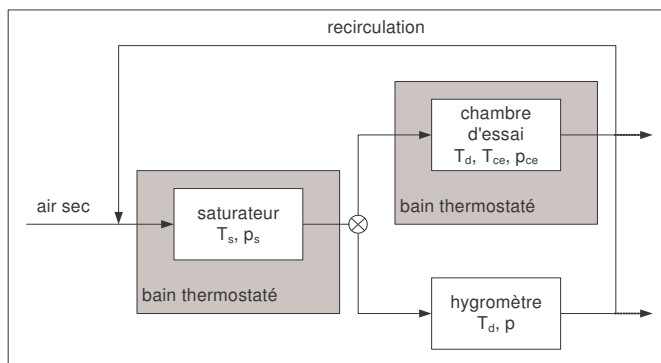 recirculation
chambre
d'essai
T_d, T_ce, p_ce
bain thermostaté
air sec
saturateur
T_s, p_s
bain thermostaté
hygromètre
T_d, p